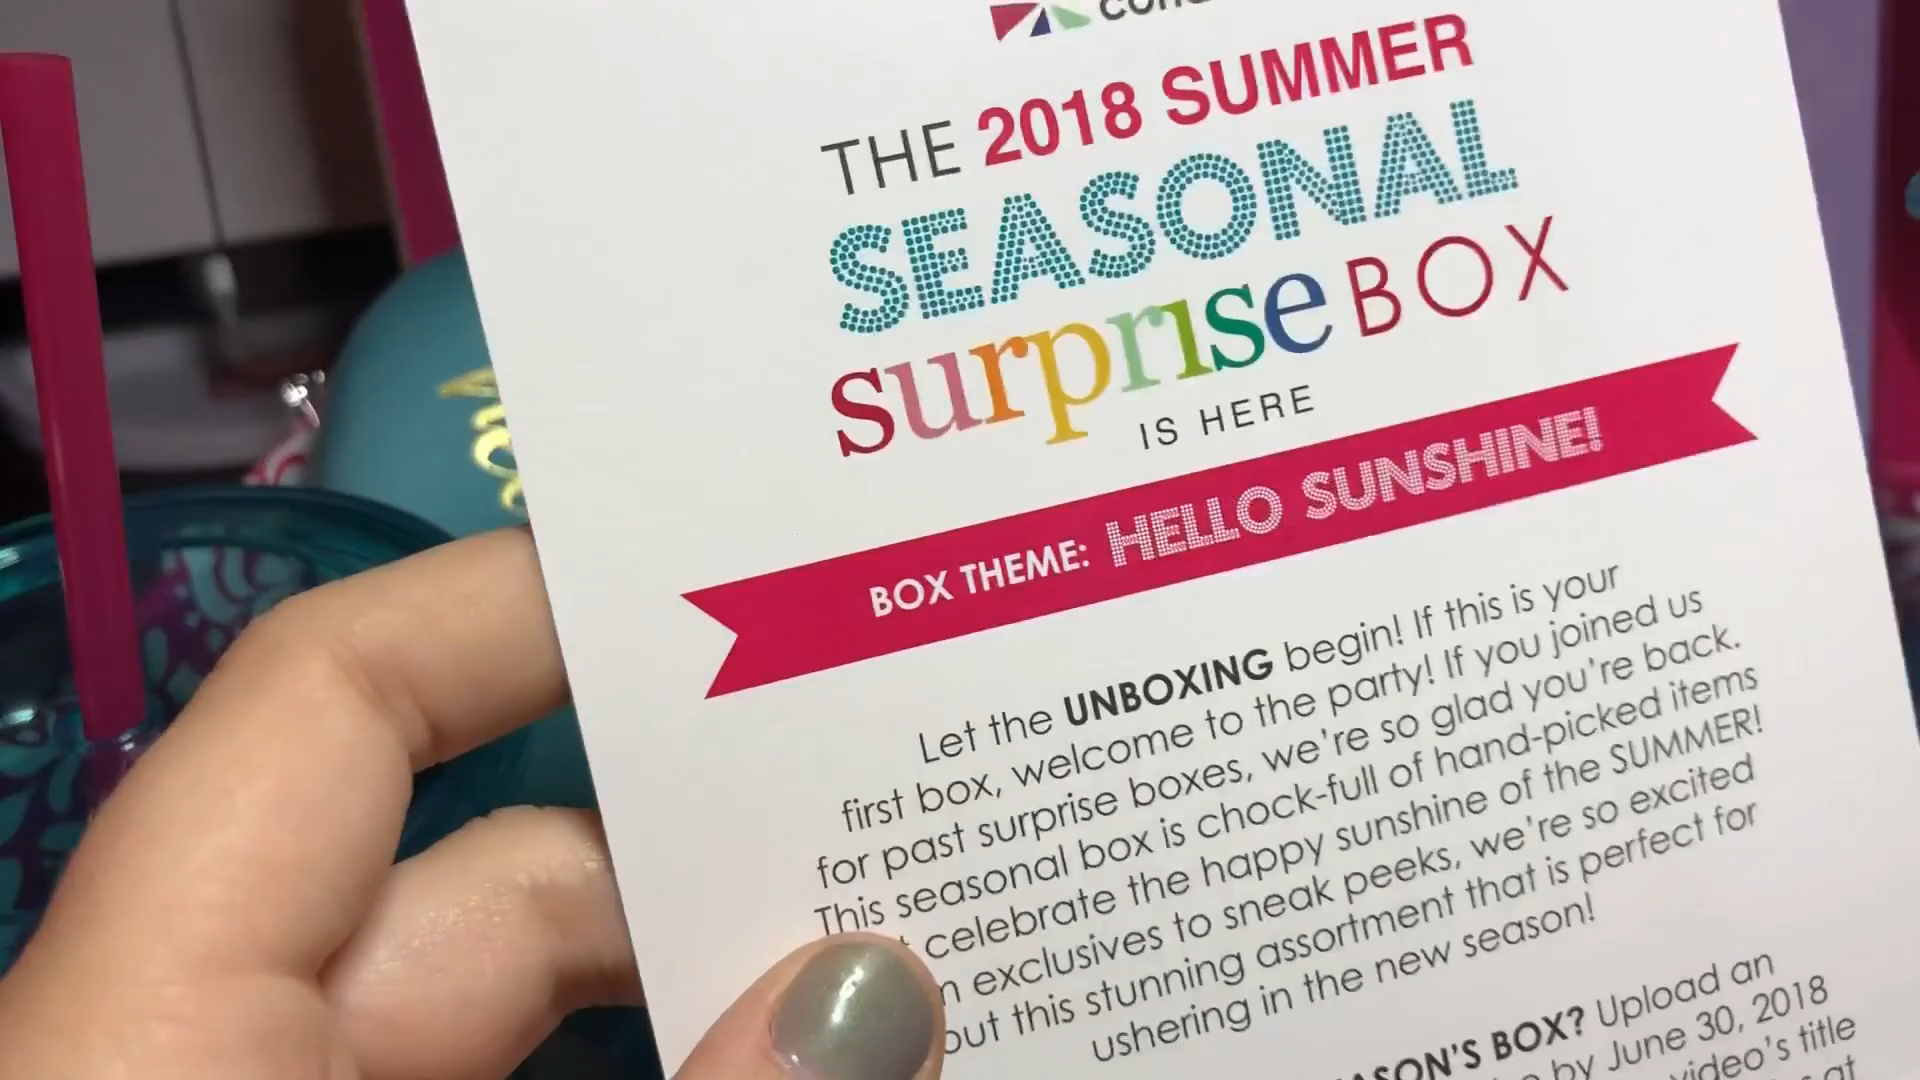 THE 2018 SUMMER
SEASONAL
surprise BOX
IS HERE
BOX THEME: HELLO SUNSHINE!
Let the UNBOXING begin! If this is your
first box, welcome to the party! If you joined us
for past surprise boxes, we're so glad you're back.
This seasonal box is chock-full of hand-picked items
celebrate the happy sunshine of the SUMMER!
exclusives to sneak peeks, we're so excited
this stunning assortment that is perfect for
ushering in the new season!
BOX? Upload an
by June 30, 2018
video's title
at